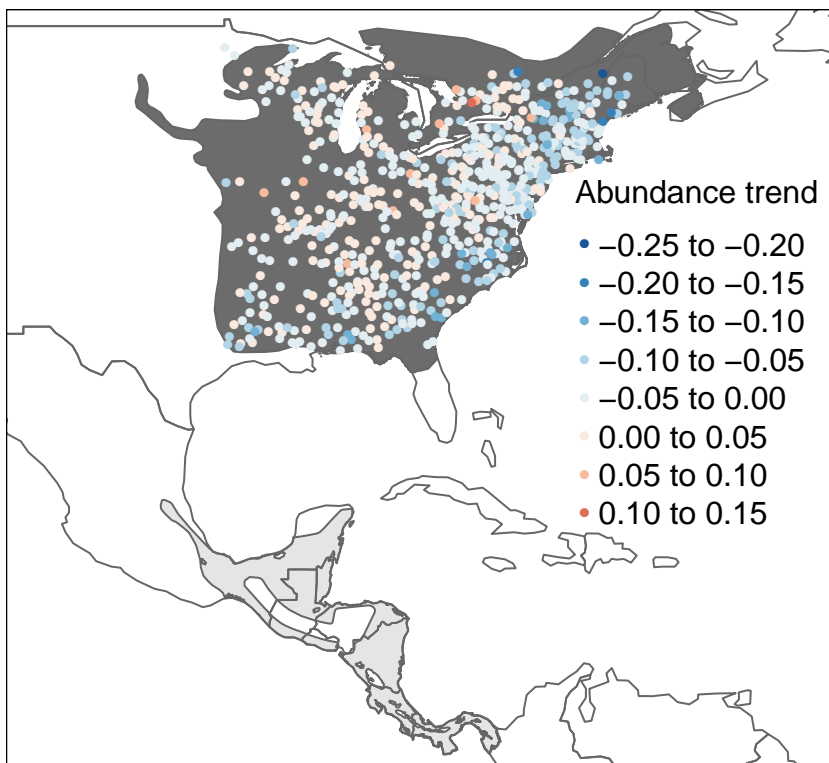 Abundance trend
−0.25 to −0.20
−0.20 to −0.15
−0.15 to −0.10
−0.10 to −0.05
−0.05 to 0.00
0.00 to 0.05
0.05 to 0.10
0.10 to 0.15